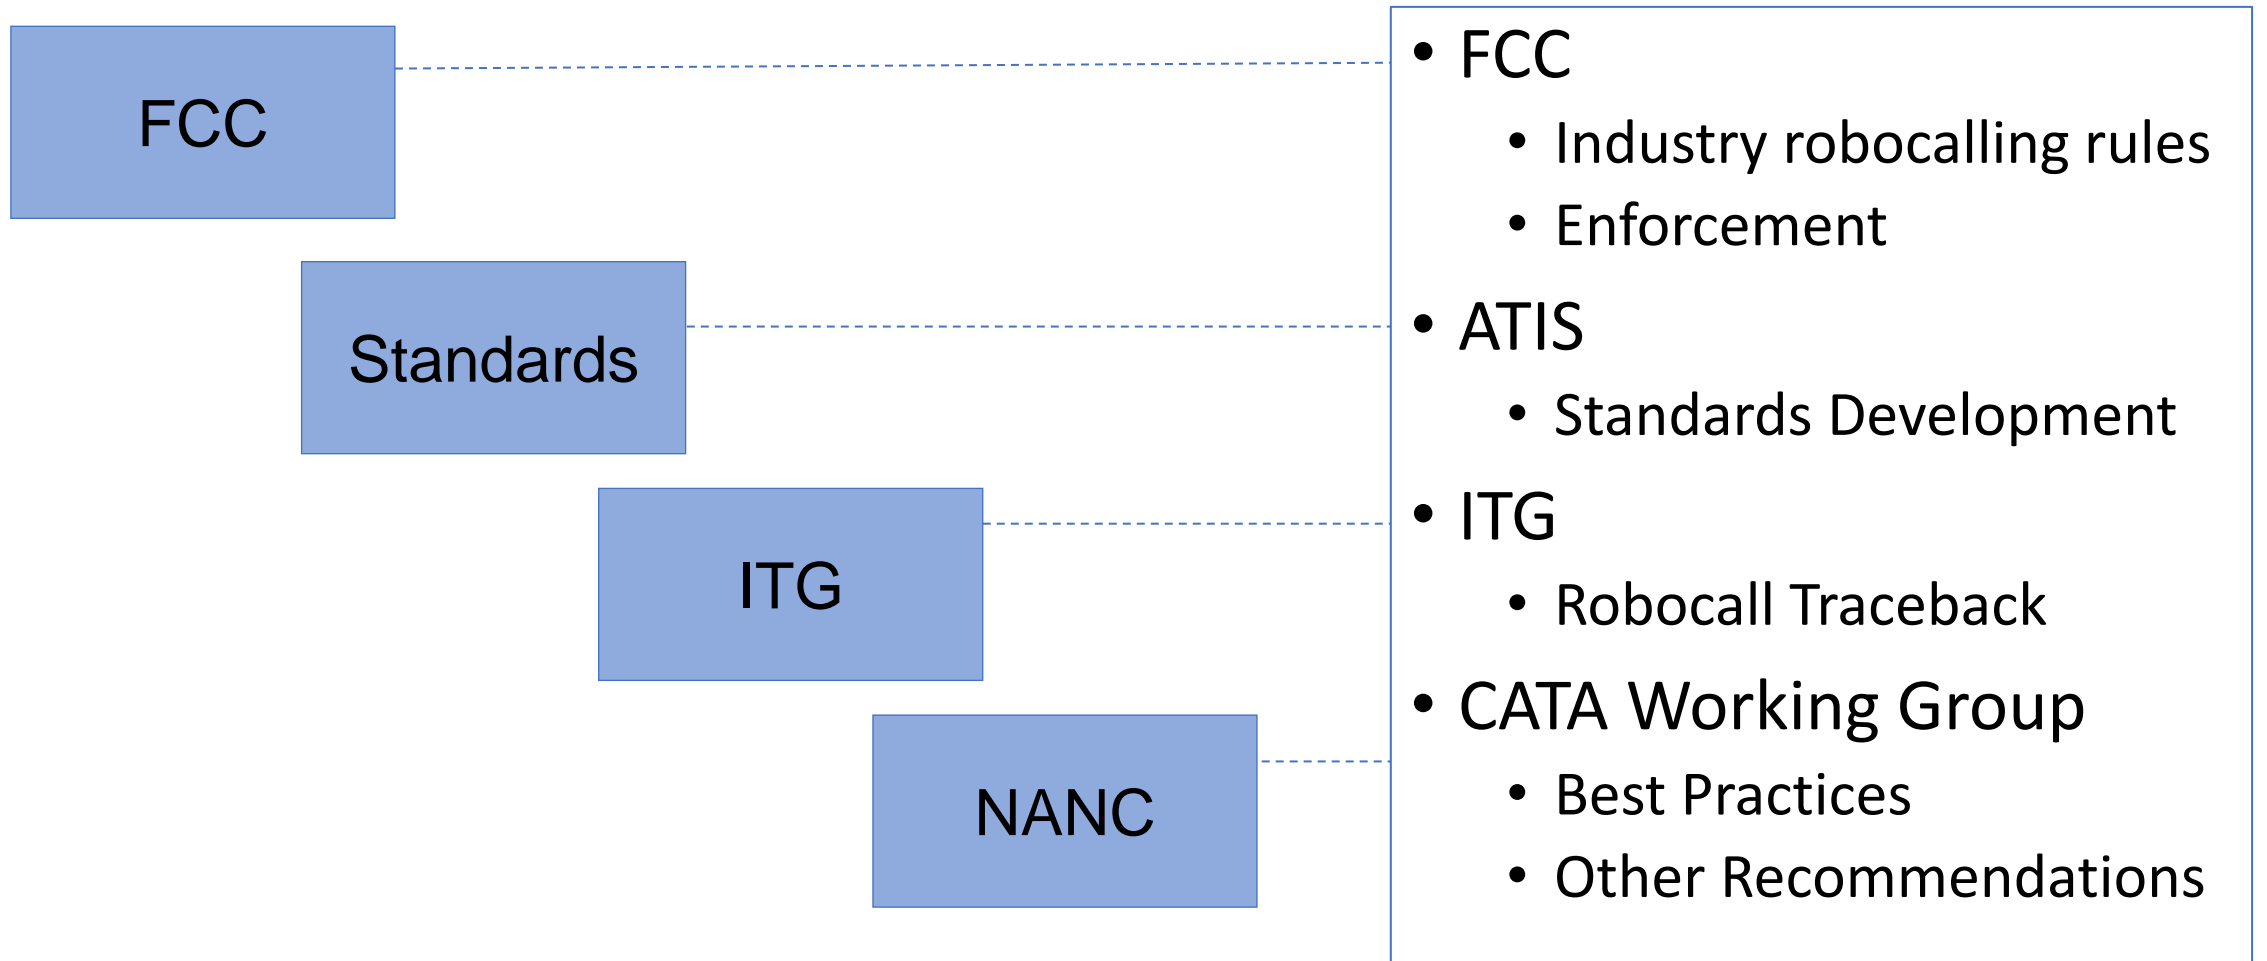 FCC
Standards
ITG
NANC
• FCC
• Industry robocalling rules
• Enforcement
• ATIS
• Standards Development
• ITG
• Robocall Traceback
• CATA Working Group
• Best Practices
• Other Recommendations